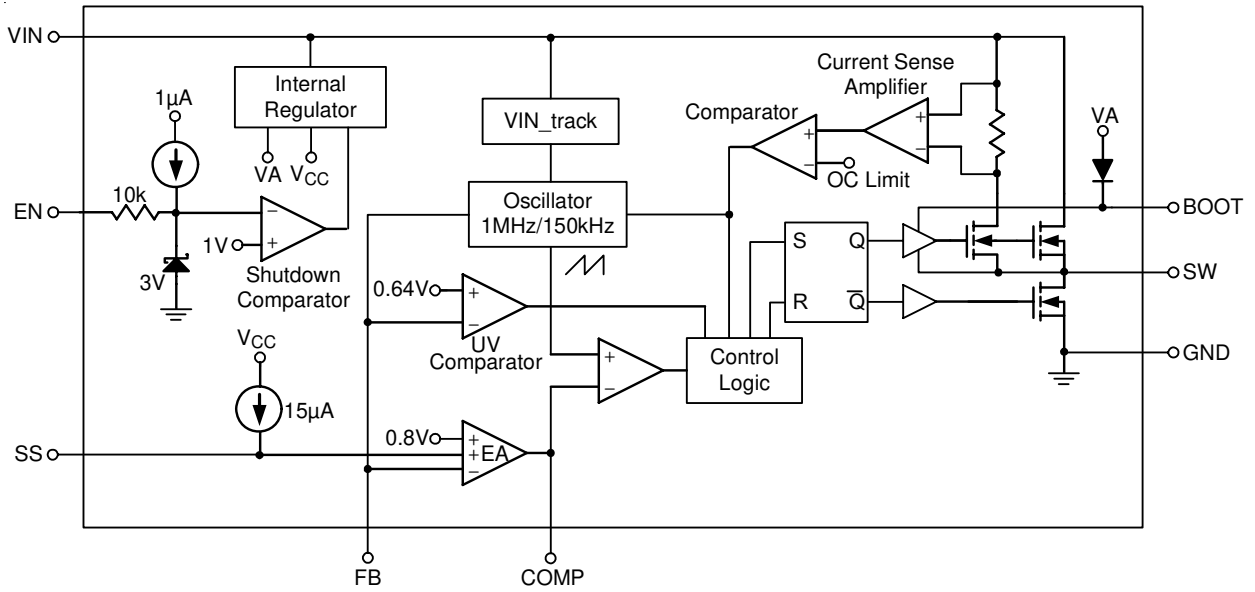 VIN
Internal
Regulator
1µA
VA
VCC
VIN_track
Current Sense
Amplifier
Comparator
+
−
+
−
OC Limit
VA
10k
EN
−
+
1V
3V
Shutdown
Comparator
Oscillator
1MHz/150kHz
S
Q
R
Q̅
BOOT
SW
GND
0.64V
+
−
UV
Comparator
+
−
Control
Logic
VCC
15µA
SS
0.8V
+
+
−
EA
FB
COMP